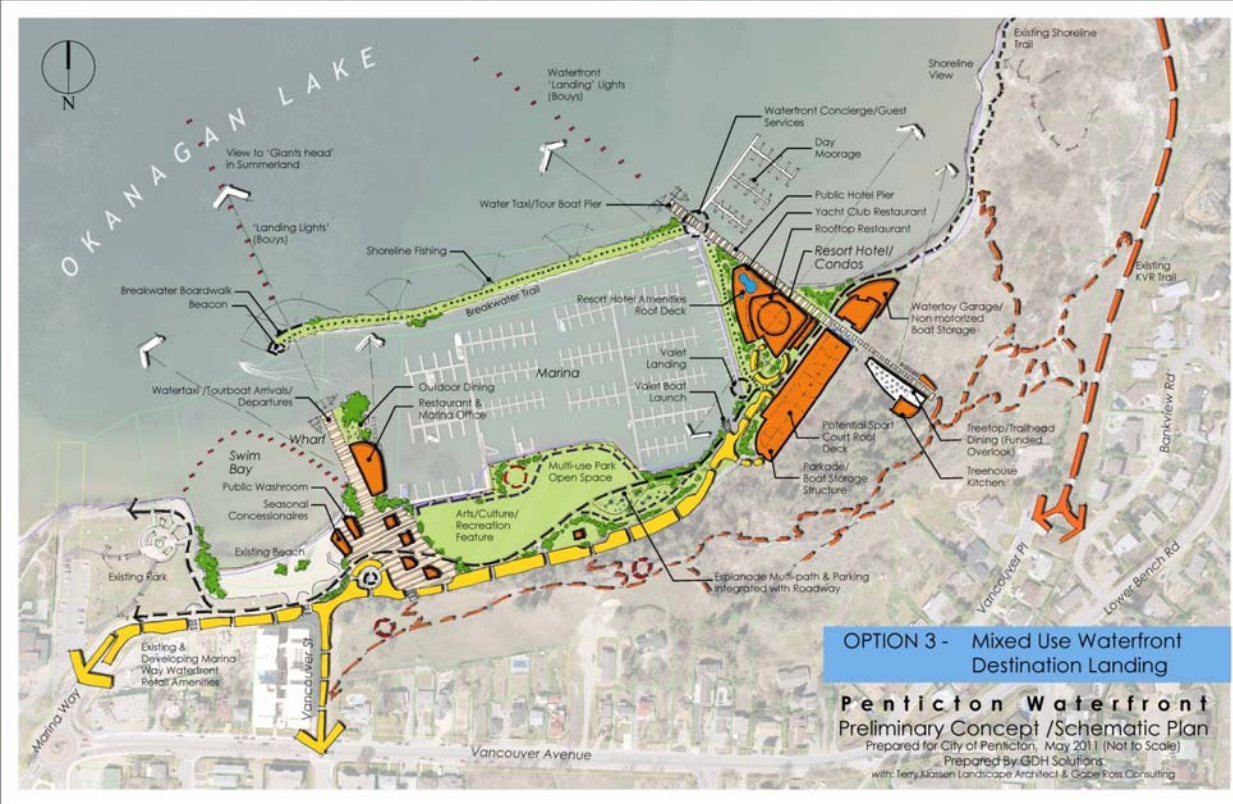 N
OKANAGAN LAKE
View to 'Giants head'
in Summerland
'Landing Lights'
(Bouys)
Waterfront
'Landing' Lights
(Bouys)
Existing Shoreline
Trail
Shoreline
View
Waterfront Concierge/Guest
Services
Day
Moorage
Water Taxi/Tour Boat Pier
Public Hotel Pier
Yacht Club Restaurant
Rooftop Restaurant
Resort Hotel/
Condos
Shoreline Fishing
Breakwater Trail
Breakwater Boardwalk
Beacon
Resort Hotel Amenities
Roof Deck
Existing
KVR Trail
Watertoy Garage/
Non motorized
Boat Storage
Marina
Valet
Landing
Valet Boat
Launch
Watertaxi /Tourboat Arrivals/
Departures
Outdoor Dining
Restaurant &
Marina Office
Wharf
Swim
Bay
Public Washroom
Seasonal
Concessionaires
Multi-use Park
Open Space
Arts/Culture/
Recreation
Feature
Potential Sport
Court Roof
Deck
Parkade/
Boat Storage
Structure
Treetop/Trailhead
Dining (Funded
Overlook)
Treehouse
Kitchen
Bankview Rd
Existing Beach
Existing Park
Esplanade Multi-path & Parking
Integrated with Roadway
Vancouver Pl
Lower Bench Rd
Existing &
Developing Marina
Way Waterfront
Retail Amenities
Vancouver St
Marina Way
Vancouver Avenue
OPTION 3 - Mixed Use Waterfront
Destination Landing
Penticton Waterfront
Preliminary Concept /Schematic Plan
Prepared for City of Penticton, May 2011 (Not to Scale)
Prepared By GDH Solutions
with: Terry Klassen Landscape Architect & Gabe Ross Consulting